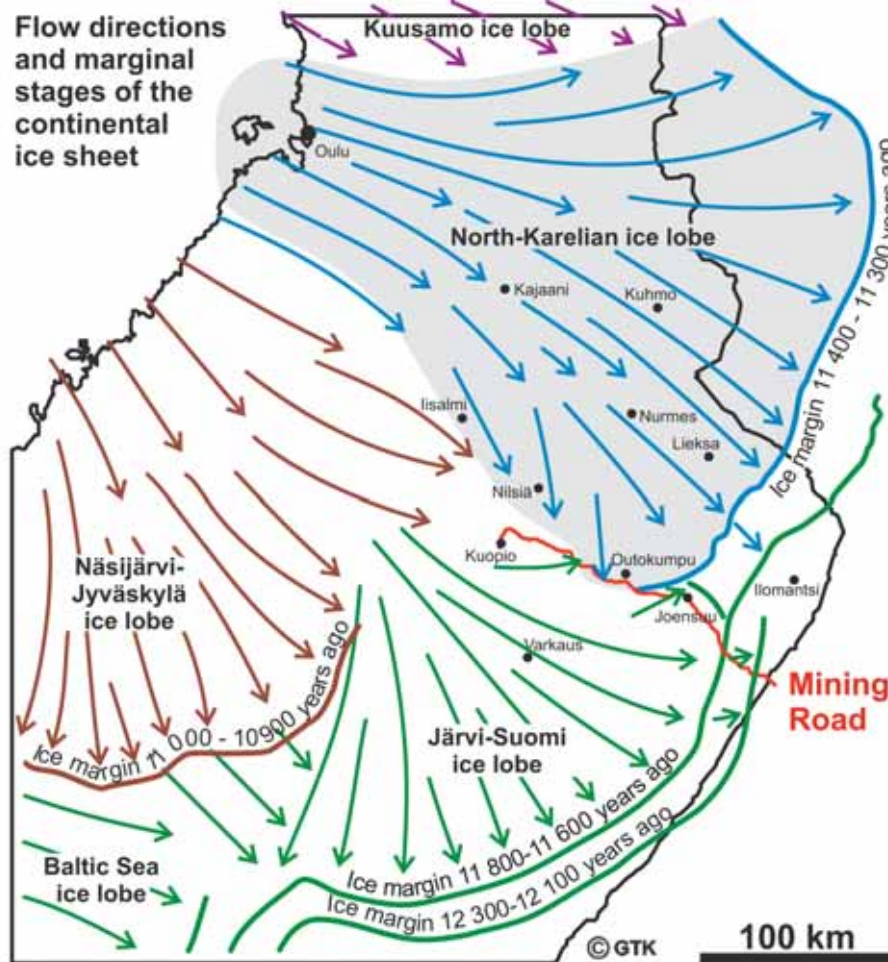 Flow directions
and marginal
stages of the
continental
ice sheet
Kuusamo ice lobe
Oulu
North-Karelian ice lobe
Kajaani
Kuhmo
Ice margin 11 400 - 11 300 years ago
Iisalmi
Nurmes
Lieksa
Nilsiä
Kuopio
Outokumpu
Ilomantsi
Joensuu
Näsijärvi-
Jyväskylä
ice lobe
Varkaus
Mining
Road
Ice margin 11 000 - 10 900 years ago
Järvi-Suomi
ice lobe
Ice margin 11 800-11 600 years ago
Ice margin 12 300-12 100 years ago
Baltic Sea
ice lobe
© GTK
100 km